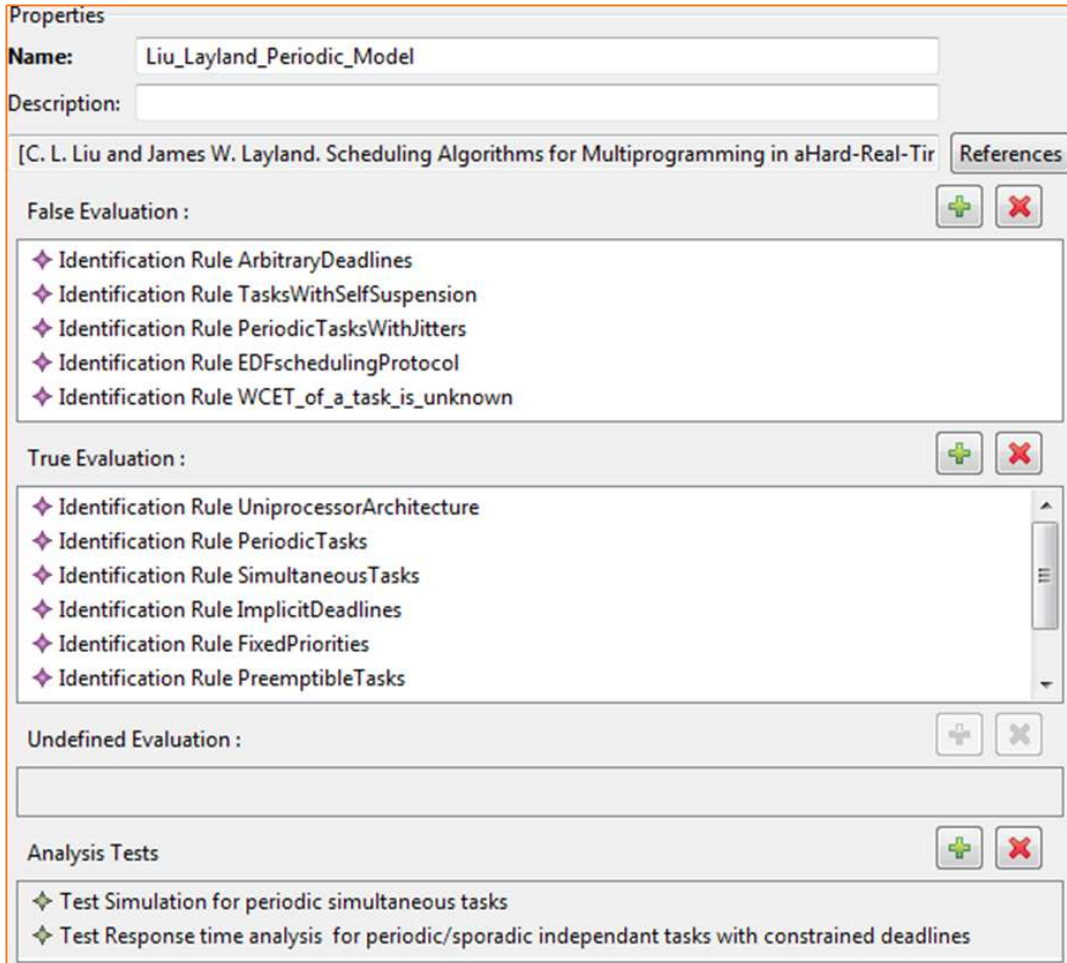 Properties
Name: Liu_Layland_Periodic_Model
Description:
[C. L. Liu and James W. Layland. Scheduling Algorithms for Multiprogramming in aHard-Real-Tir References
False Evaluation :
Identification Rule ArbitraryDeadlines
Identification Rule TasksWithSelfSuspension
Identification Rule PeriodicTasksWithJitters
Identification Rule EDFschedulingProtocol
Identification Rule WCET_of_a_task_is_unknown
True Evaluation :
Identification Rule UniprocessorArchitecture
Identification Rule PeriodicTasks
Identification Rule SimultaneousTasks
Identification Rule ImplicitDeadlines
Identification Rule FixedPriorities
Identification Rule PreemptibleTasks
Undefined Evaluation :
Analysis Tests
Test Simulation for periodic simultaneous tasks
Test Response time analysis for periodic/sporadic independant tasks with constrained deadlines